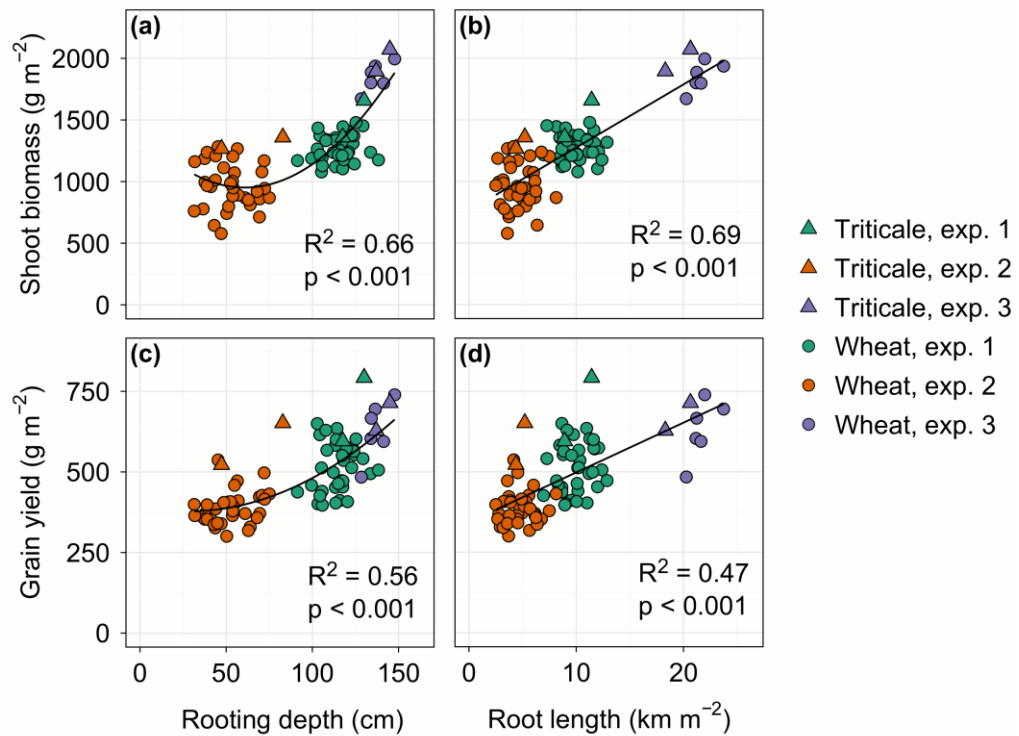 (a)
(b)
Shoot biomass (g m⁻²)
2000
1500
1000
500
0
R² = 0.66
p < 0.001
R² = 0.69
p < 0.001
(c)
(d)
Grain yield (g m⁻²)
750
500
250
0
R² = 0.56
p < 0.001
R² = 0.47
p < 0.001
0 50 100 150
0 10 20
Rooting depth (cm)
Root length (km m⁻²)
Triticale, exp. 1
Triticale, exp. 2
Triticale, exp. 3
Wheat, exp. 1
Wheat, exp. 2
Wheat, exp. 3